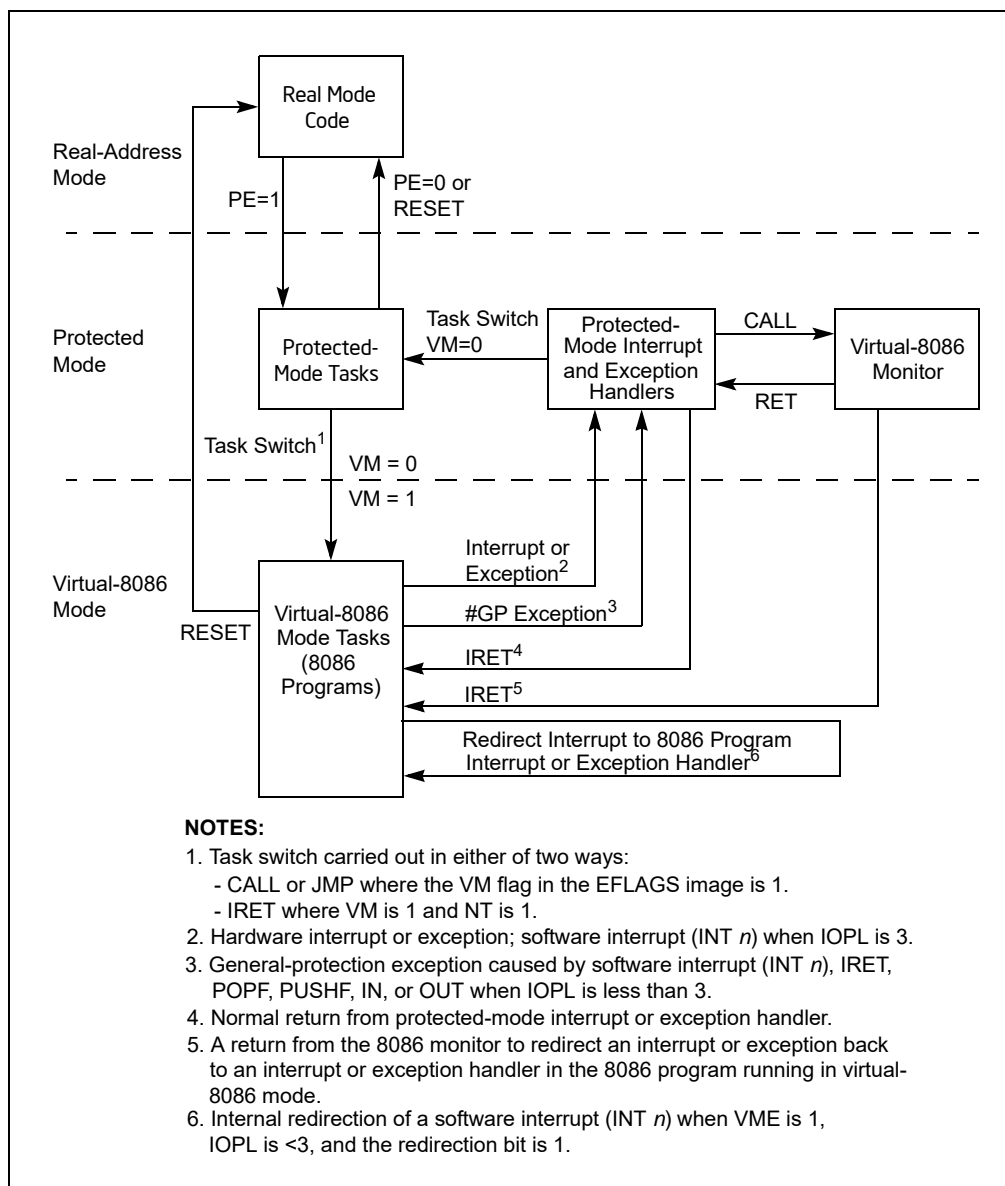 Real Mode
Code
Real-Address
Mode
PE=1
PE=0 or
RESET
Protected
Mode
Protected-
Mode Tasks
Task Switch
VM=0
Protected-
Mode Interrupt
and Exception
Handlers
CALL
RET
Virtual-8086
Monitor
Task Switch1
VM = 0
VM = 1
Virtual-8086
Mode
RESET
Virtual-8086
Mode Tasks
(8086
Programs)
Interrupt or
Exception2
#GP Exception3
IRET4
IRET5
Redirect Interrupt to 8086 Program
Interrupt or Exception Handler6
NOTES:
1. Task switch carried out in either of two ways:
- CALL or JMP where the VM flag in the EFLAGS image is 1.
- IRET where VM is 1 and NT is 1.
2. Hardware interrupt or exception; software interrupt (INT n) when IOPL is 3.
3. General-protection exception caused by software interrupt (INT n), IRET,
POPF, PUSHF, IN, or OUT when IOPL is less than 3.
4. Normal return from protected-mode interrupt or exception handler.
5. A return from the 8086 monitor to redirect an interrupt or exception back
to an interrupt or exception handler in the 8086 program running in virtual-
8086 mode.
6. Internal redirection of a software interrupt (INT n) when VME is 1,
IOPL is <3, and the redirection bit is 1.